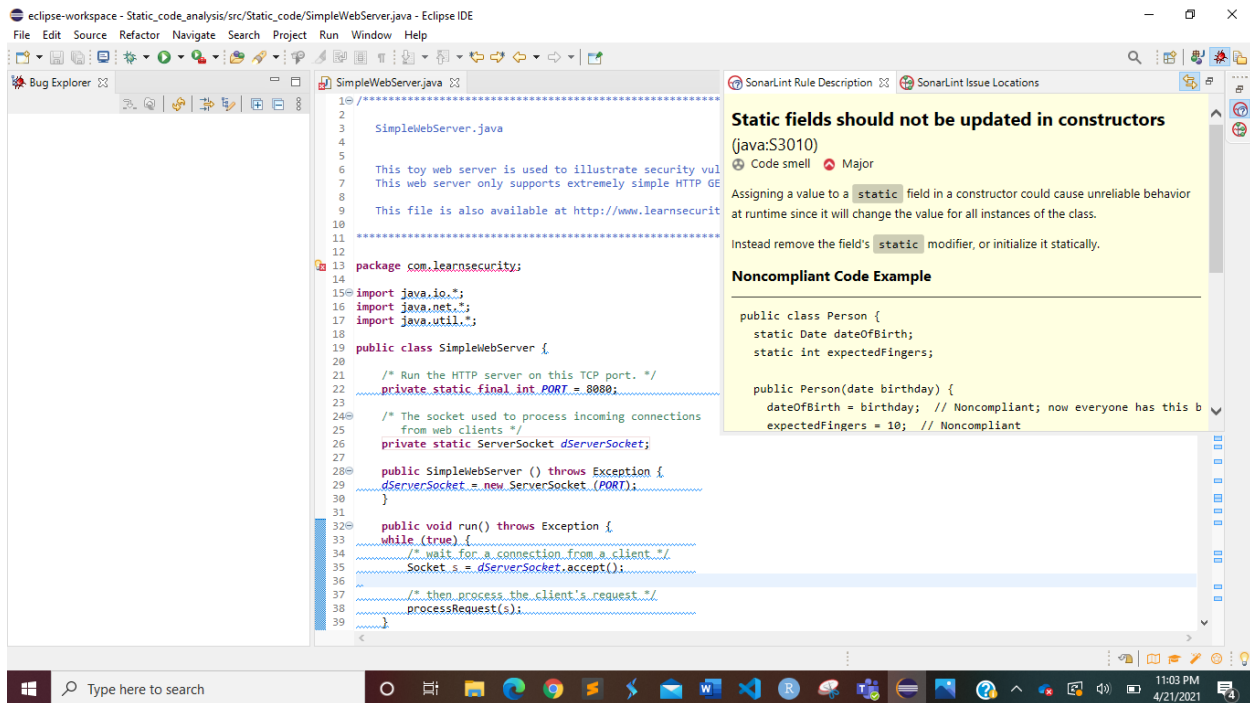 eclipse-workspace - Static_code_analysis/src/Static_code/SimpleWebServer.java - Eclipse IDE
File Edit Source Refactor Navigate Search Project Run Window Help
Bug Explorer
SimpleWebServer.java
1 /*********************************************************
2
3 SimpleWebServer.java
4
5
6 This toy web server is used to illustrate security vul
7 This web server only supports extremely simple HTTP GE
8
9 This file is also available at http://www.learnsecurit
10
11 *********************************************************
12
13 package com.learnsecurity;
14
15 import java.io.*;
16 import java.net.*;
17 import java.util.*;
18
19 public class SimpleWebServer {
20
21 /* Run the HTTP server on this TCP port. */
22 private static final int PORT = 8080;
23
24 /* The socket used to process incoming connections
25 from web clients */
26 private static ServerSocket dServerSocket;
27
28 public SimpleWebServer () throws Exception {
29 dServerSocket = new ServerSocket (PORT);
30 }
31
32 public void run() throws Exception {
33 while (true) {
34 /* wait for a connection from a client */
35 Socket s = dServerSocket.accept();
36
37 /* then process the client's request */
38 processRequest(s);
39 }
SonarLint Rule Description SonarLint Issue Locations
Static fields should not be updated in constructors
(java:S3010)
Code smell Major
Assigning a value to a static field in a constructor could cause unreliable behavior
at runtime since it will change the value for all instances of the class.
Instead remove the field's static modifier, or initialize it statically.
Noncompliant Code Example
public class Person {
static Date dateOfBirth;
static int expectedFingers;
public Person(date birthday) {
dateOfBirth = birthday; // Noncompliant; now everyone has this b
expectedFingers = 10; // Noncompliant
Type here to search
11:03 PM
4/21/2021
4